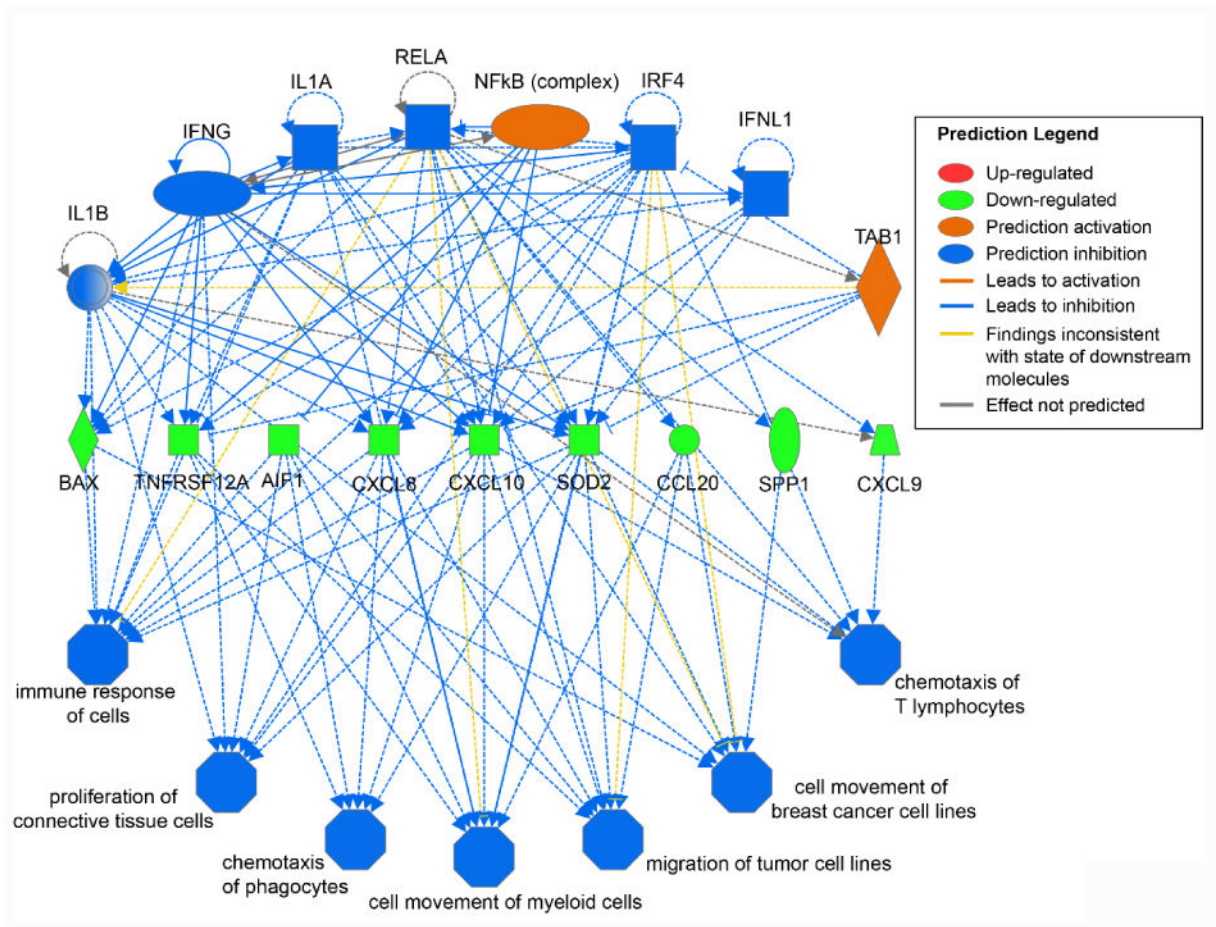 RELA
IL1A
NFkB (complex)
IRF4
IFNG
IFNL1
IL1B
TAB1
Prediction Legend
Up-regulated
Down-regulated
Prediction activation
Prediction inhibition
Leads to activation
Leads to inhibition
Findings inconsistent
with state of downstream
molecules
Effect not predicted
BAX
TNFRSF12A
AIF1
CXCL8
CXCL10
SOD2
CCL20
SPP1
CXCL9
immune response
of cells
chemotaxis of
T lymphocytes
proliferation of
connective tissue cells
cell movement of
breast cancer cell lines
chemotaxis
of phagocytes
migration of tumor cell lines
cell movement of myeloid cells